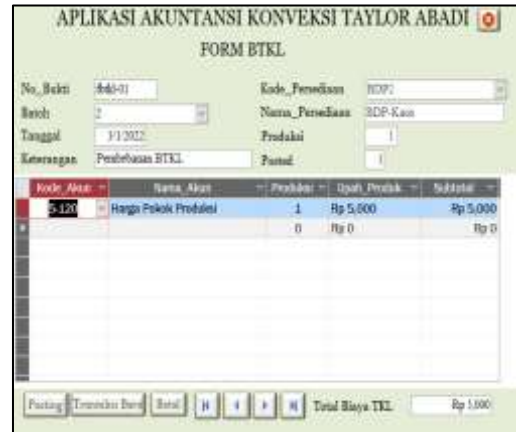 APLIKASI AKUNTANSI KONVEKSI TAYLOR ABADI
FORM BTKL
No_Bukti btkl-01 Kode_Persediaan BDP2
Batch 2 Nama_Persediaan BDP-Kaos
Tanggal 1/1/2022 Produksi 1
Keterangan Pembebasan BTKL Posted 1
Kode_Akun Nama_Akun Produksi Upah_Produk Subtotal
5-120 Harga Pokok Produksi 1 Rp 5,000 Rp 5,000
0 Rp 0 Rp 0
Posting Transaksi Baru Batal Total Biaya TKL Rp 5,000